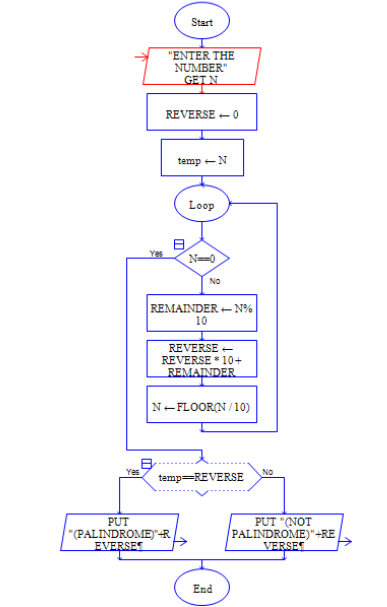 Start
"ENTER THE
NUMBER"
GET N
REVERSE ← 0
temp ← N
Loop
Yes
N==0
No
REMAINDER ← N%
10
REVERSE ←
REVERSE * 10+
REMAINDER
N ← FLOOR(N / 10)
Yes
temp==REVERSE
No
PUT
"(PALINDROME)"+R
EVERSE¶
PUT "(NOT
PALINDROME)"+RE
VERSE¶
End